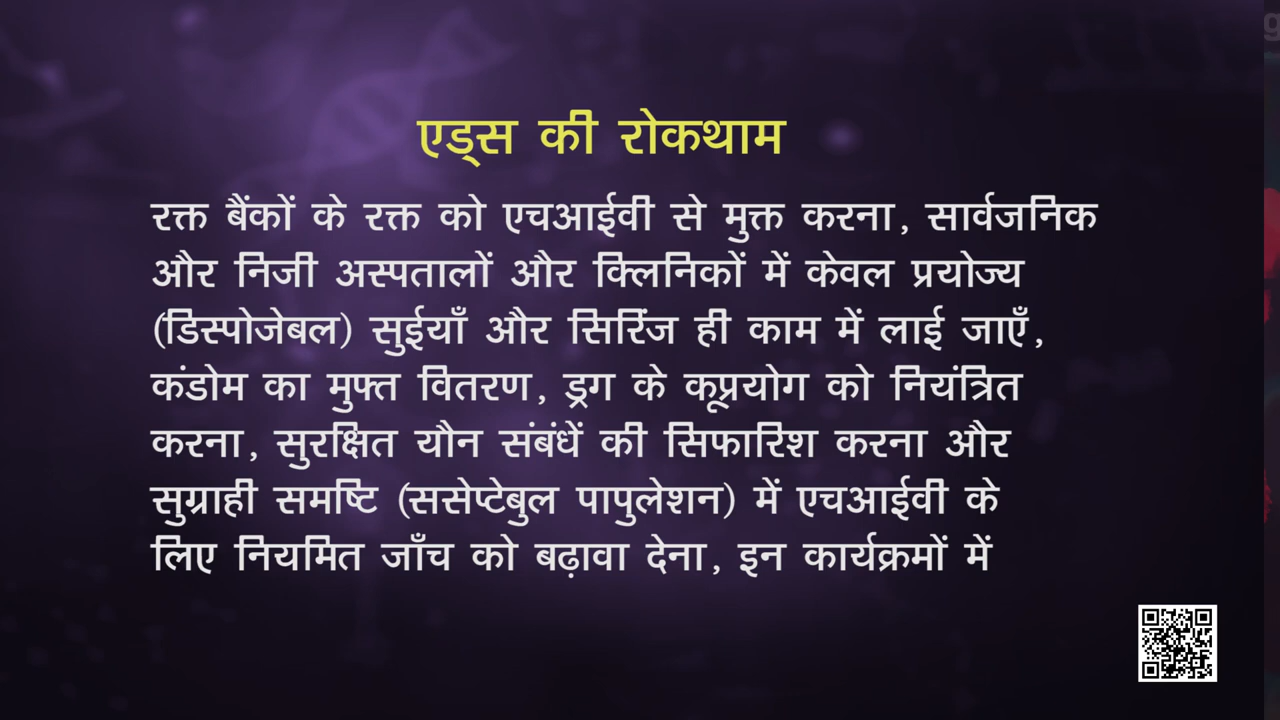 एड्स की रोकथाम
रक्त बैंकों के रक्त को एचआईवी से मुक्त करना, सार्वजनिक
और निजी अस्पतालों और क्लिनिकों में केवल प्रयोज्य
(डिस्पोजेबल) सुईयाँ और सिरिंज ही काम में लाई जाएँ,
कंडोम का मुफ्त वितरण, ड्रग के कूप्रयोग को नियंत्रित
करना, सुरक्षित यौन संबंधें की सिफारिश करना और
सुग्राही समष्टि (ससेप्टेबुल पापुलेशन) में एचआईवी के
लिए नियमित जाँच को बढ़ावा देना, इन कार्यक्रमों में